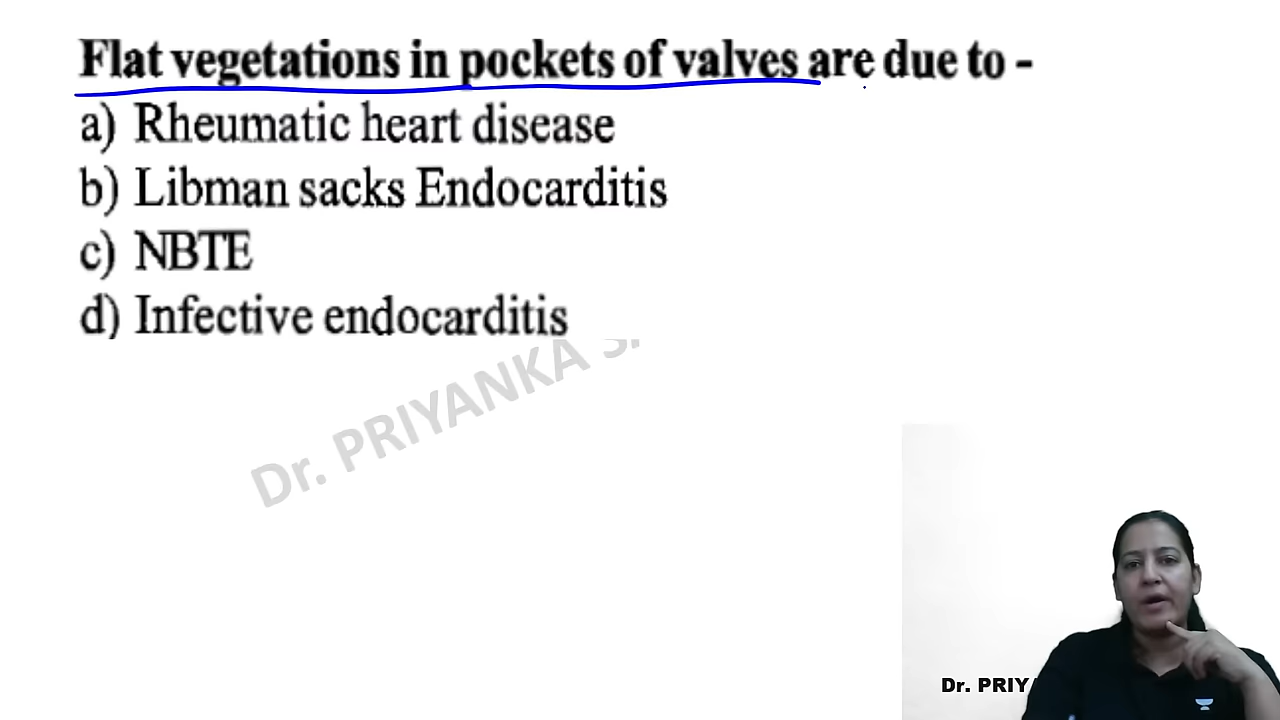 Flat vegetations in pockets of valves are due to -
a) Rheumatic heart disease
b) Libman sacks Endocarditis
c) NBTE
d) Infective endocarditis
Dr. PRIYANKA
Dr. PRIY